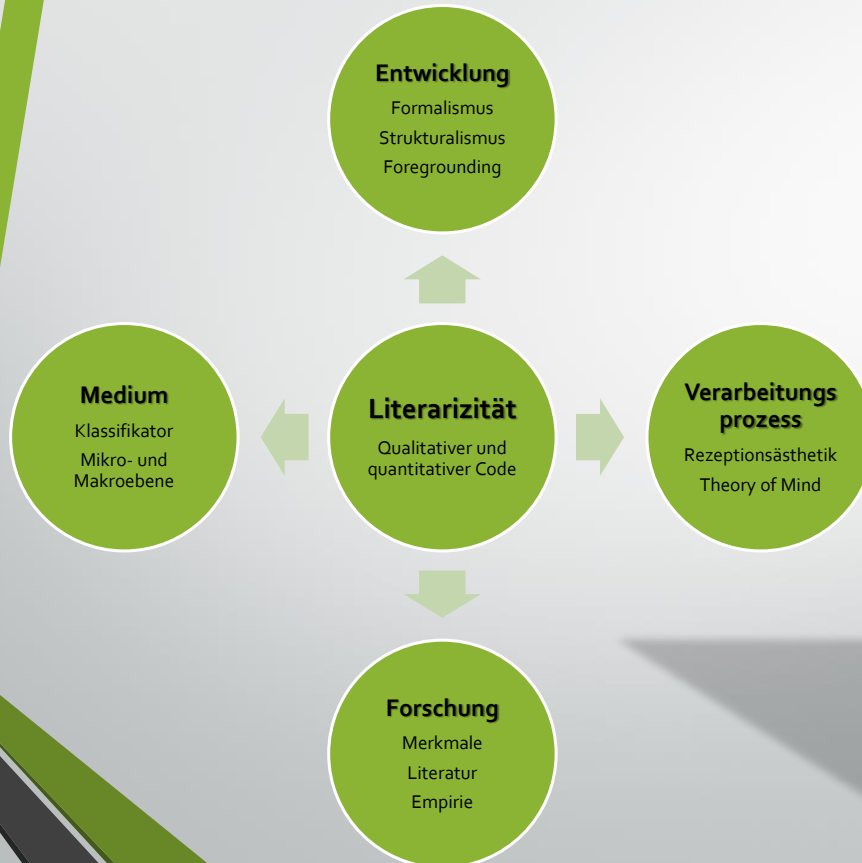 Entwicklung
Formalismus
Strukturalismus
Foregrounding
Medium
Klassifikator
Mikro- und
Makroebene
Literarizität
Qualitativer und
quantitativer Code
Verarbeitungs
prozess
Rezeptionsästhetik
Theory of Mind
Forschung
Merkmale
Literatur
Empirie